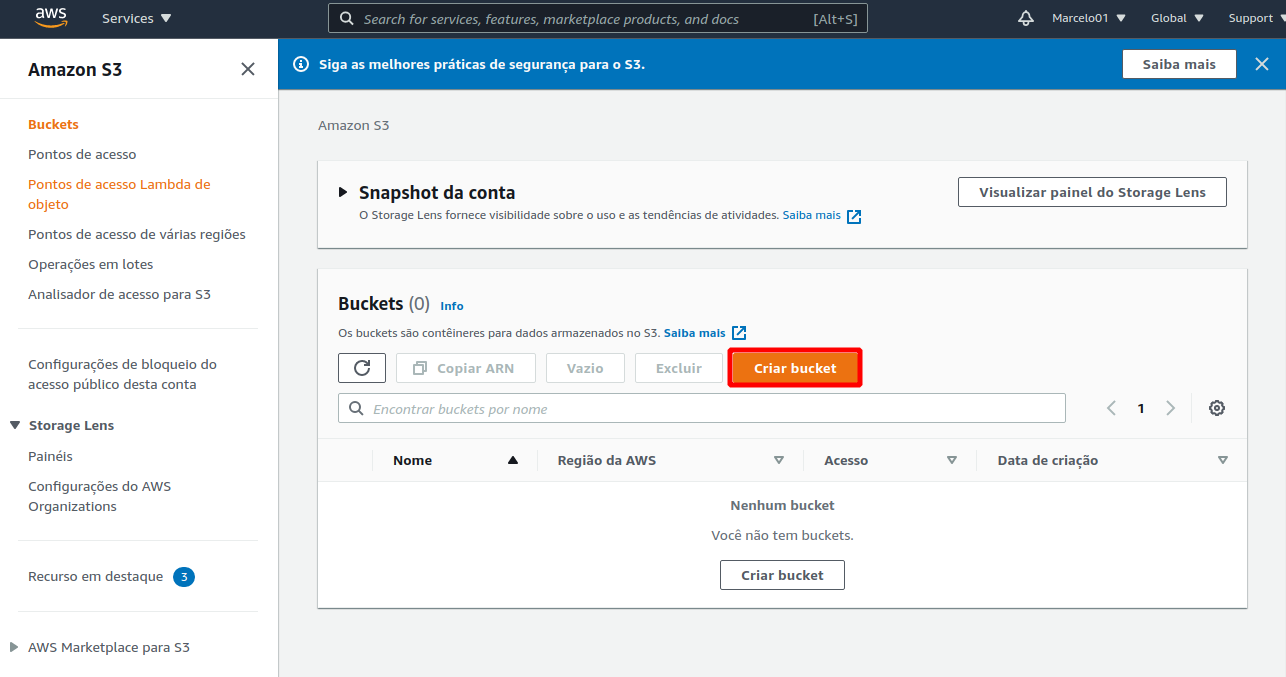 aws
Services
Search for services, features, marketplace products, and docs [Alt+S]
Marcelo01
Global
Support
Amazon S3
Siga as melhores práticas de segurança para o S3.
Saiba mais
Buckets
Pontos de acesso
Pontos de acesso Lambda de
objeto
Pontos de acesso de várias regiões
Operações em lotes
Analisador de acesso para S3
Configurações de bloqueio do
acesso público desta conta
Storage Lens
Painéis
Configurações do AWS
Organizations
Recurso em destaque 3
AWS Marketplace para S3
Amazon S3
Snapshot da conta
O Storage Lens fornece visibilidade sobre o uso e as tendências de atividades. Saiba mais
Visualizar painel do Storage Lens
Buckets (0) Info
Os buckets são contêineres para dados armazenados no S3. Saiba mais
Copiar ARN
Vazio
Excluir
Criar bucket
Encontrar buckets por nome
1
Nome
Região da AWS
Acesso
Data de criação
Nenhum bucket
Você não tem buckets.
Criar bucket